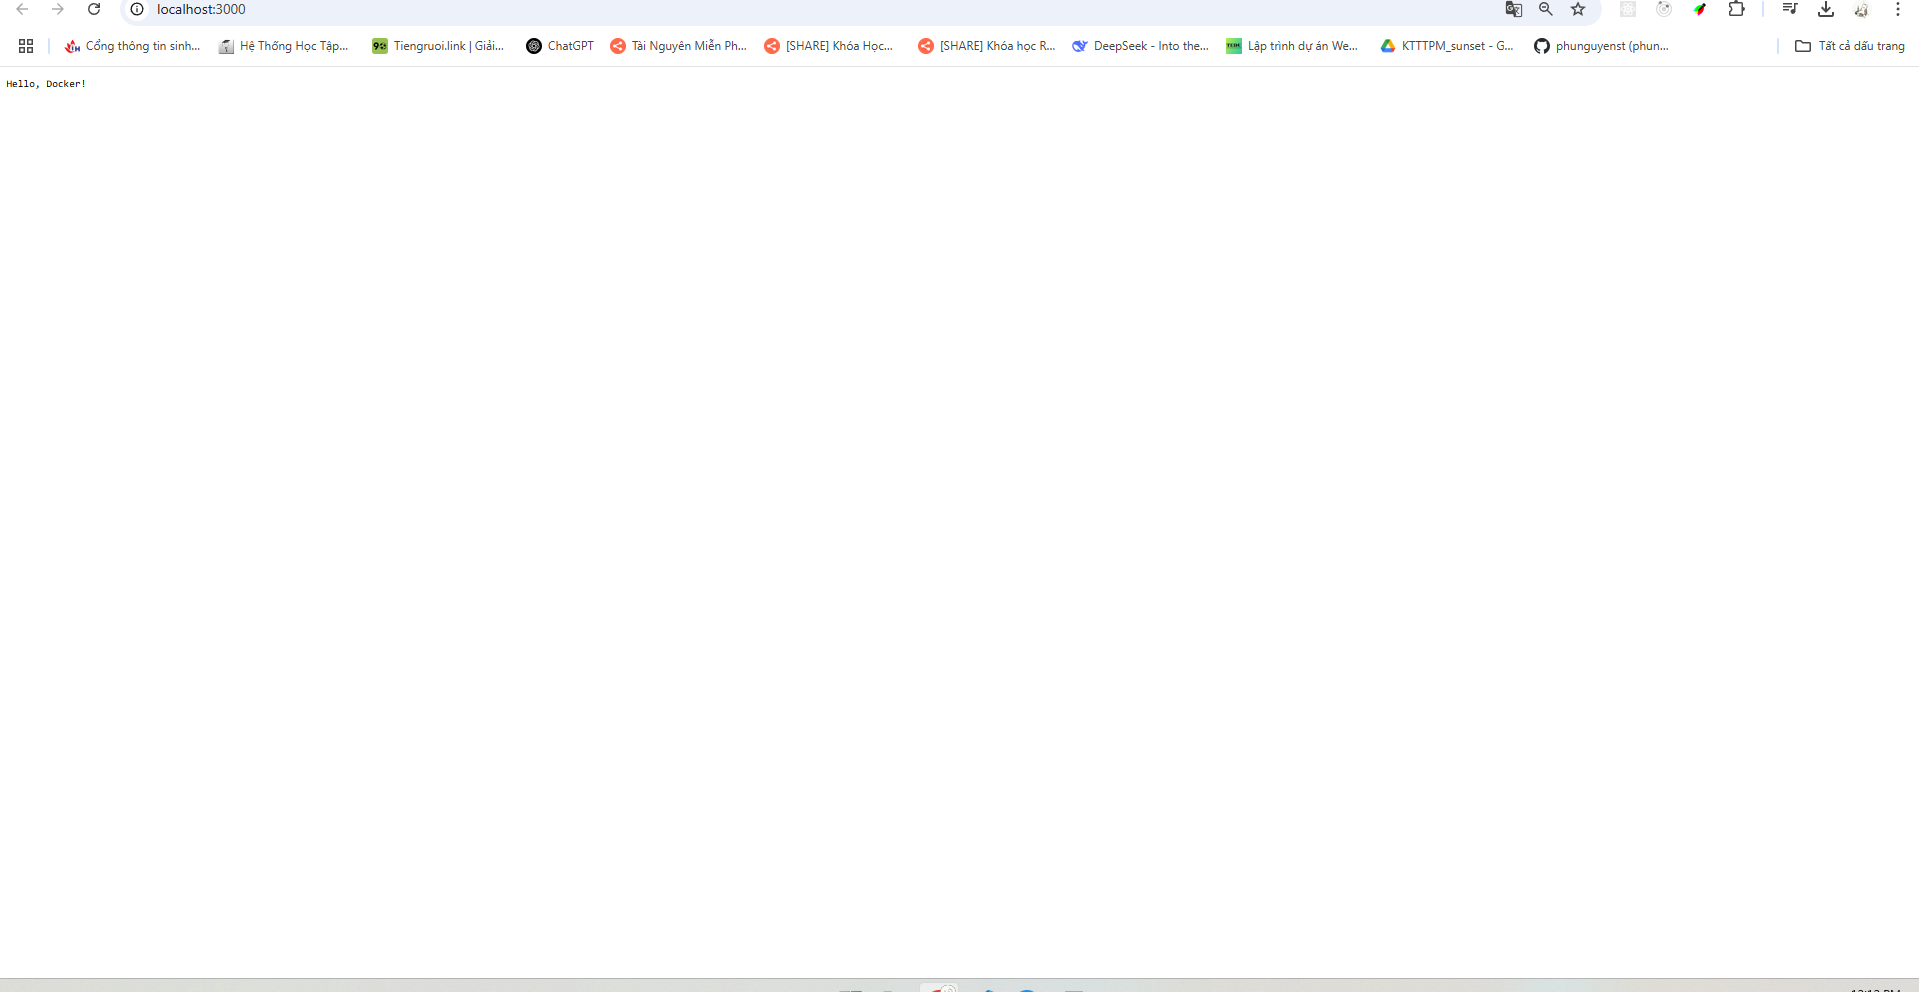 localhost:3000
Cổng thông tin sinh... Hệ Thống Học Tập... Tiengruoi.link | Giải... ChatGPT Tài Nguyên Miễn Ph... [SHARE] Khóa Học... [SHARE] Khóa học R... DeepSeek - Into the... Lập trình dự án We... KTTTPM_sunset - G... phunguyenst (phun... Tất cả dấu trang
Hello, Docker!